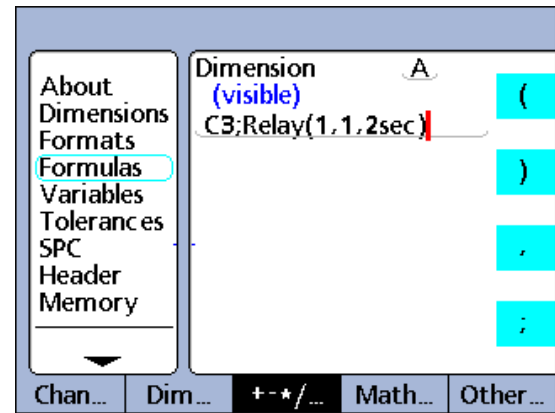 About
Dimensions
Formats
Formulas
Variables
Tolerances
SPC
Header
Memory
Dimension A
(visible)
C3;Relay(1,1,2sec)
(
)
,
;
Chan...
Dim...
+-*/...
Math...
Other...